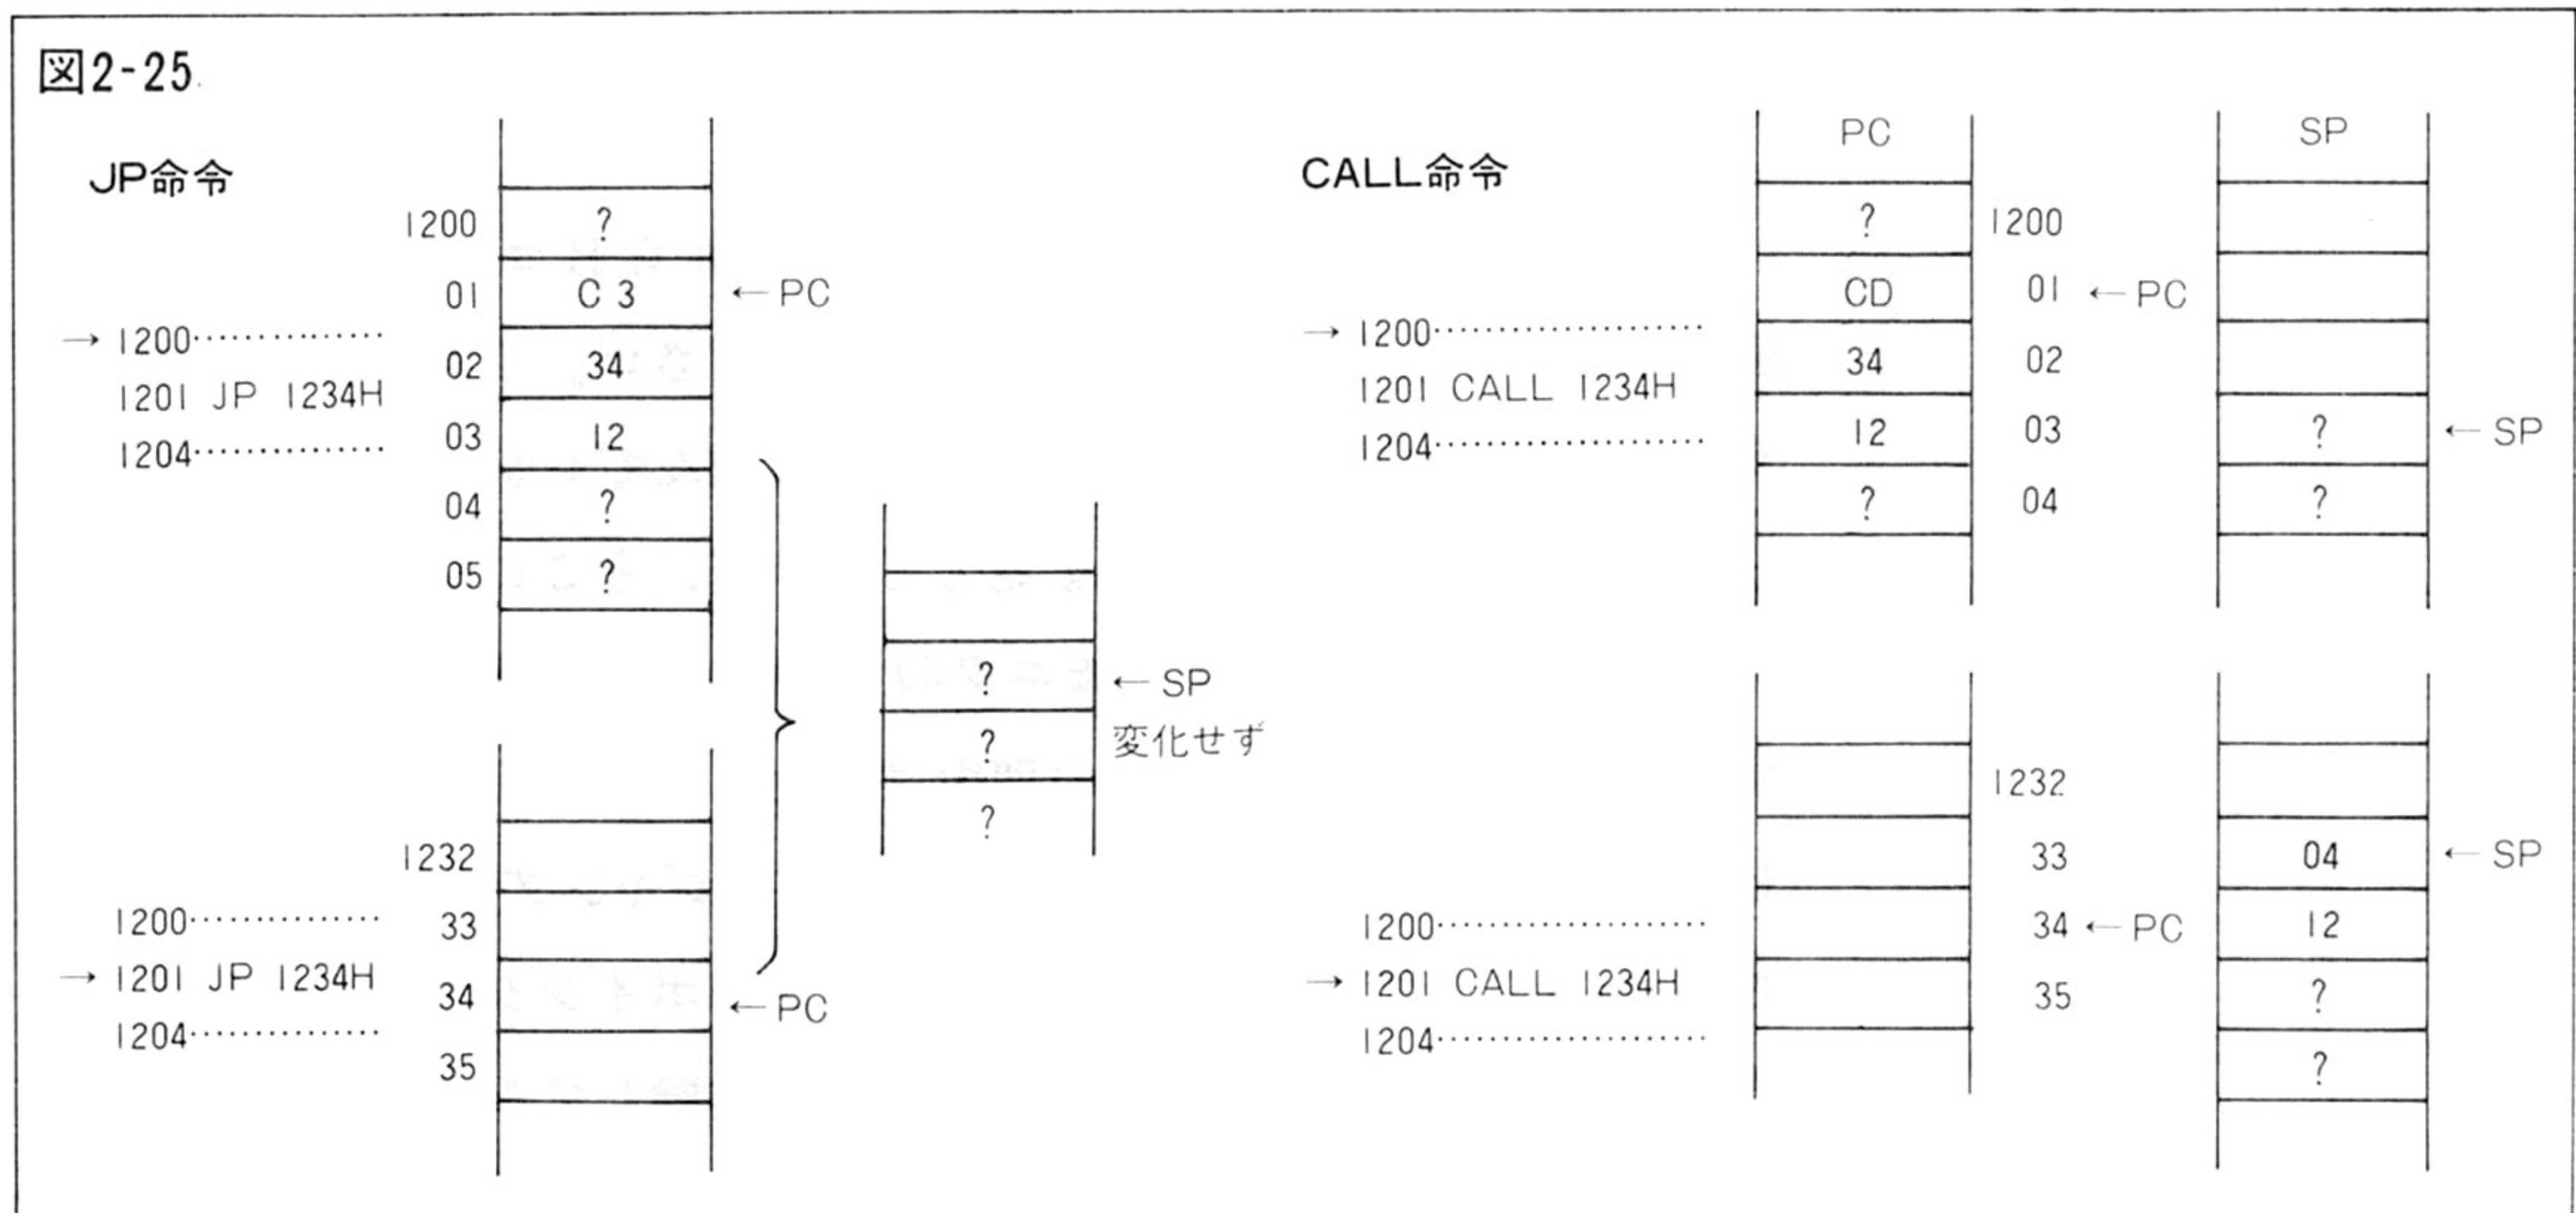 図2-25
JP命令
1200 ?
01 C3 ←PC
→ 1200‥‥‥‥‥‥‥
02 34
1201 JP 1234H
03 12
1204‥‥‥‥‥‥‥
04 ?
05 ?
1232
1200‥‥‥‥‥‥‥
33
→ 1201 JP 1234H
34 ←PC
1204‥‥‥‥‥‥‥
35
? ←SP
? 変化せず
?
CALL命令
PC
SP
? 1200
CD 01 ←PC
→ 1200‥‥‥‥‥‥‥‥‥‥
34 02
1201 CALL 1234H
12 03
? ←SP
1204‥‥‥‥‥‥‥‥‥‥
? 04
?
1232
33
04 ←SP
1200‥‥‥‥‥‥‥‥‥‥
34 ←PC
12
→ 1201 CALL 1234H
35
?
1204‥‥‥‥‥‥‥‥‥‥
?